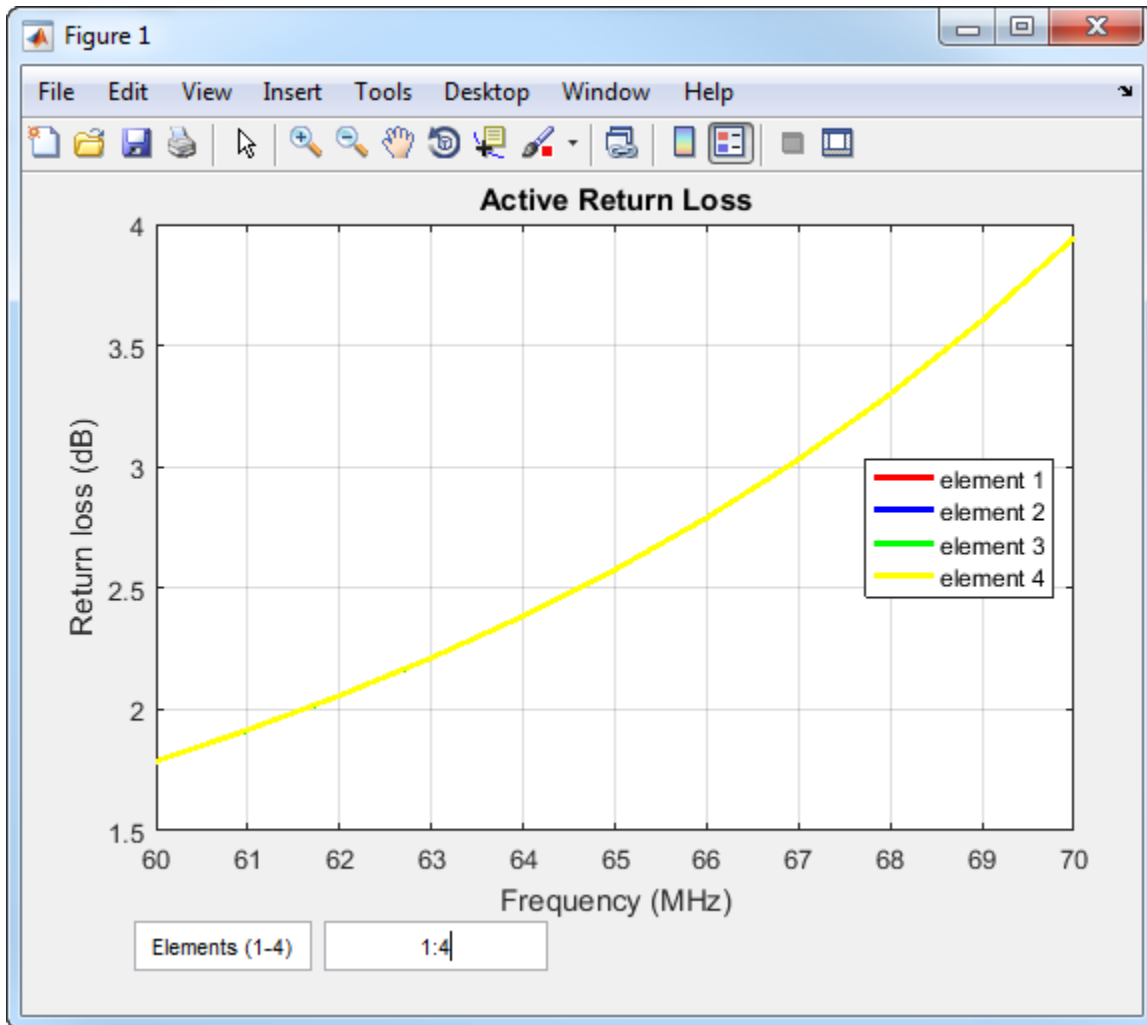 Figure 1
File Edit View Insert Tools Desktop Window Help
Active Return Loss
4
3.5
3
2.5
2
1.5
Return loss (dB)
element 1
element 2
element 3
element 4
60 61 62 63 64 65 66 67 68 69 70
Frequency (MHz)
Elements (1-4) 1:4